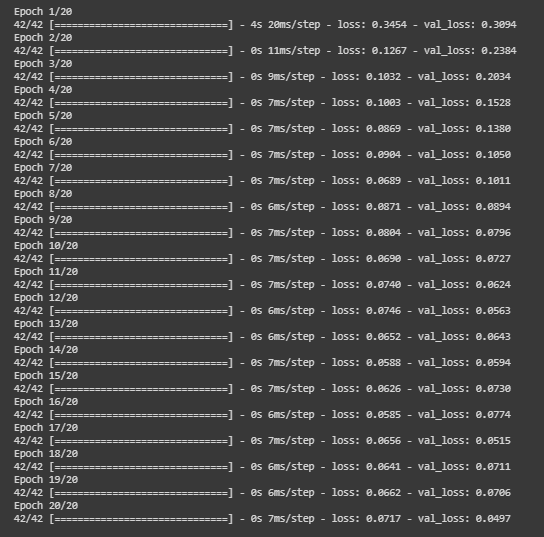 Epoch 1/20
42/42 [==============================] - 4s 20ms/step - loss: 0.3454 - val_loss: 0.3094
Epoch 2/20
42/42 [==============================] - 0s 11ms/step - loss: 0.1267 - val_loss: 0.2384
Epoch 3/20
42/42 [==============================] - 0s 9ms/step - loss: 0.1032 - val_loss: 0.2034
Epoch 4/20
42/42 [==============================] - 0s 7ms/step - loss: 0.1003 - val_loss: 0.1528
Epoch 5/20
42/42 [==============================] - 0s 7ms/step - loss: 0.0869 - val_loss: 0.1380
Epoch 6/20
42/42 [==============================] - 0s 7ms/step - loss: 0.0904 - val_loss: 0.1050
Epoch 7/20
42/42 [==============================] - 0s 7ms/step - loss: 0.0689 - val_loss: 0.1011
Epoch 8/20
42/42 [==============================] - 0s 6ms/step - loss: 0.0871 - val_loss: 0.0894
Epoch 9/20
42/42 [==============================] - 0s 7ms/step - loss: 0.0804 - val_loss: 0.0796
Epoch 10/20
42/42 [==============================] - 0s 7ms/step - loss: 0.0690 - val_loss: 0.0727
Epoch 11/20
42/42 [==============================] - 0s 7ms/step - loss: 0.0740 - val_loss: 0.0624
Epoch 12/20
42/42 [==============================] - 0s 6ms/step - loss: 0.0746 - val_loss: 0.0563
Epoch 13/20
42/42 [==============================] - 0s 6ms/step - loss: 0.0652 - val_loss: 0.0643
Epoch 14/20
42/42 [==============================] - 0s 7ms/step - loss: 0.0588 - val_loss: 0.0594
Epoch 15/20
42/42 [==============================] - 0s 7ms/step - loss: 0.0626 - val_loss: 0.0730
Epoch 16/20
42/42 [==============================] - 0s 6ms/step - loss: 0.0585 - val_loss: 0.0774
Epoch 17/20
42/42 [==============================] - 0s 7ms/step - loss: 0.0656 - val_loss: 0.0515
Epoch 18/20
42/42 [==============================] - 0s 6ms/step - loss: 0.0641 - val_loss: 0.0711
Epoch 19/20
42/42 [==============================] - 0s 6ms/step - loss: 0.0662 - val_loss: 0.0706
Epoch 20/20
42/42 [==============================] - 0s 7ms/step - loss: 0.0717 - val_loss: 0.0497